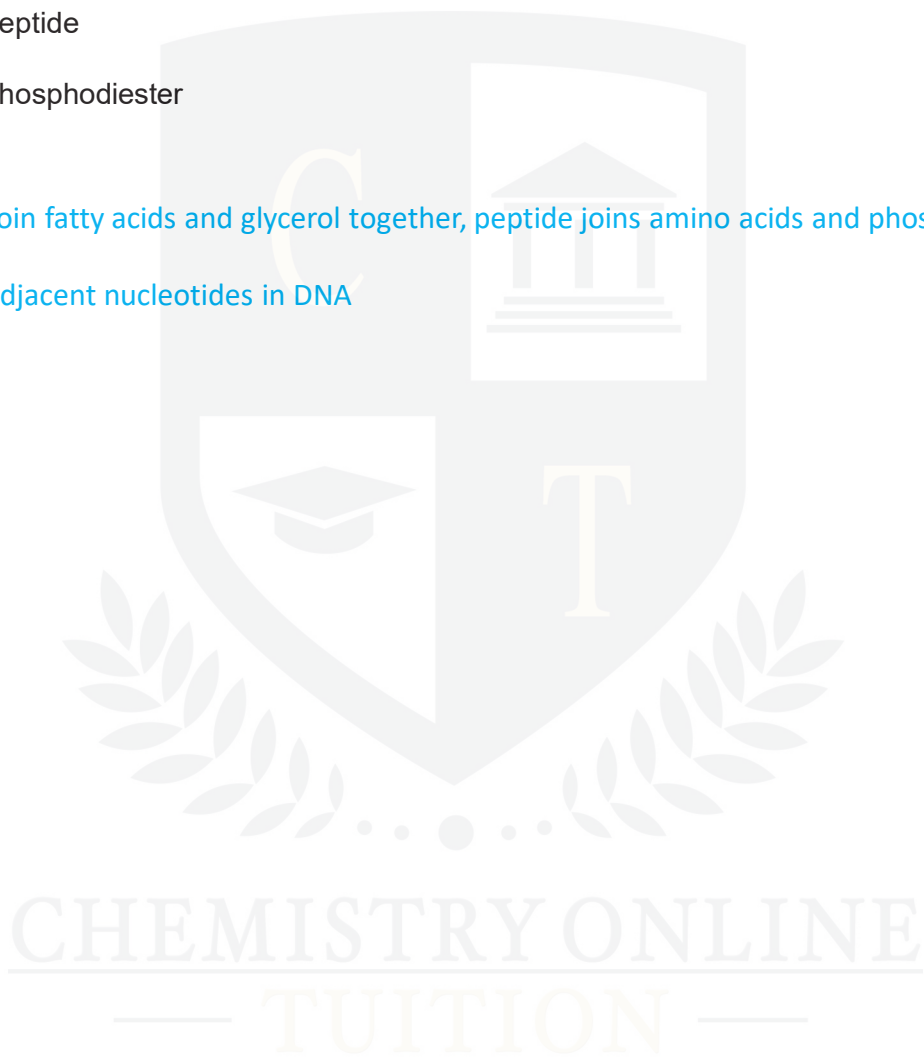 eptide
hosphodiester
oin fatty acids and glycerol together, peptide joins amino acids and phos
djacent nucleotides in DNA
C
T
CHEMISTRY ONLINE
— TUITION —